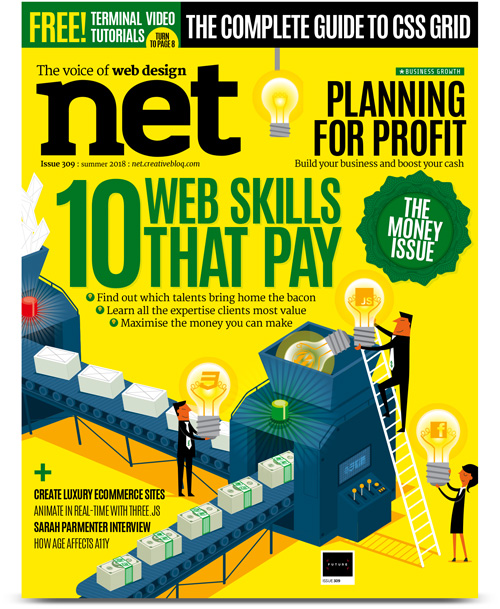 FREE! TERMINAL VIDEO
TUTORIALS
TURN
TO PAGE 8
THE COMPLETE GUIDE TO CSS GRID
The voice of web design
net
Issue 309 : summer 2018 : net.creativebloq.com
★BUSINESS GROWTH
PLANNING
FOR PROFIT
Build your business and boost your cash
10 WEB SKILLS
THAT PAY
THE
MONEY
ISSUE
Find out which talents bring home the bacon
Learn all the expertise clients most value
Maximise the money you can make
JS
f
+
CREATE LUXURY ECOMMERCE SITES
ANIMATE IN REAL-TIME WITH THREE JS
SARAH PARMENTER INTERVIEW
HOW AGE AFFECTS A11Y
FUTURE
ISSUE 309